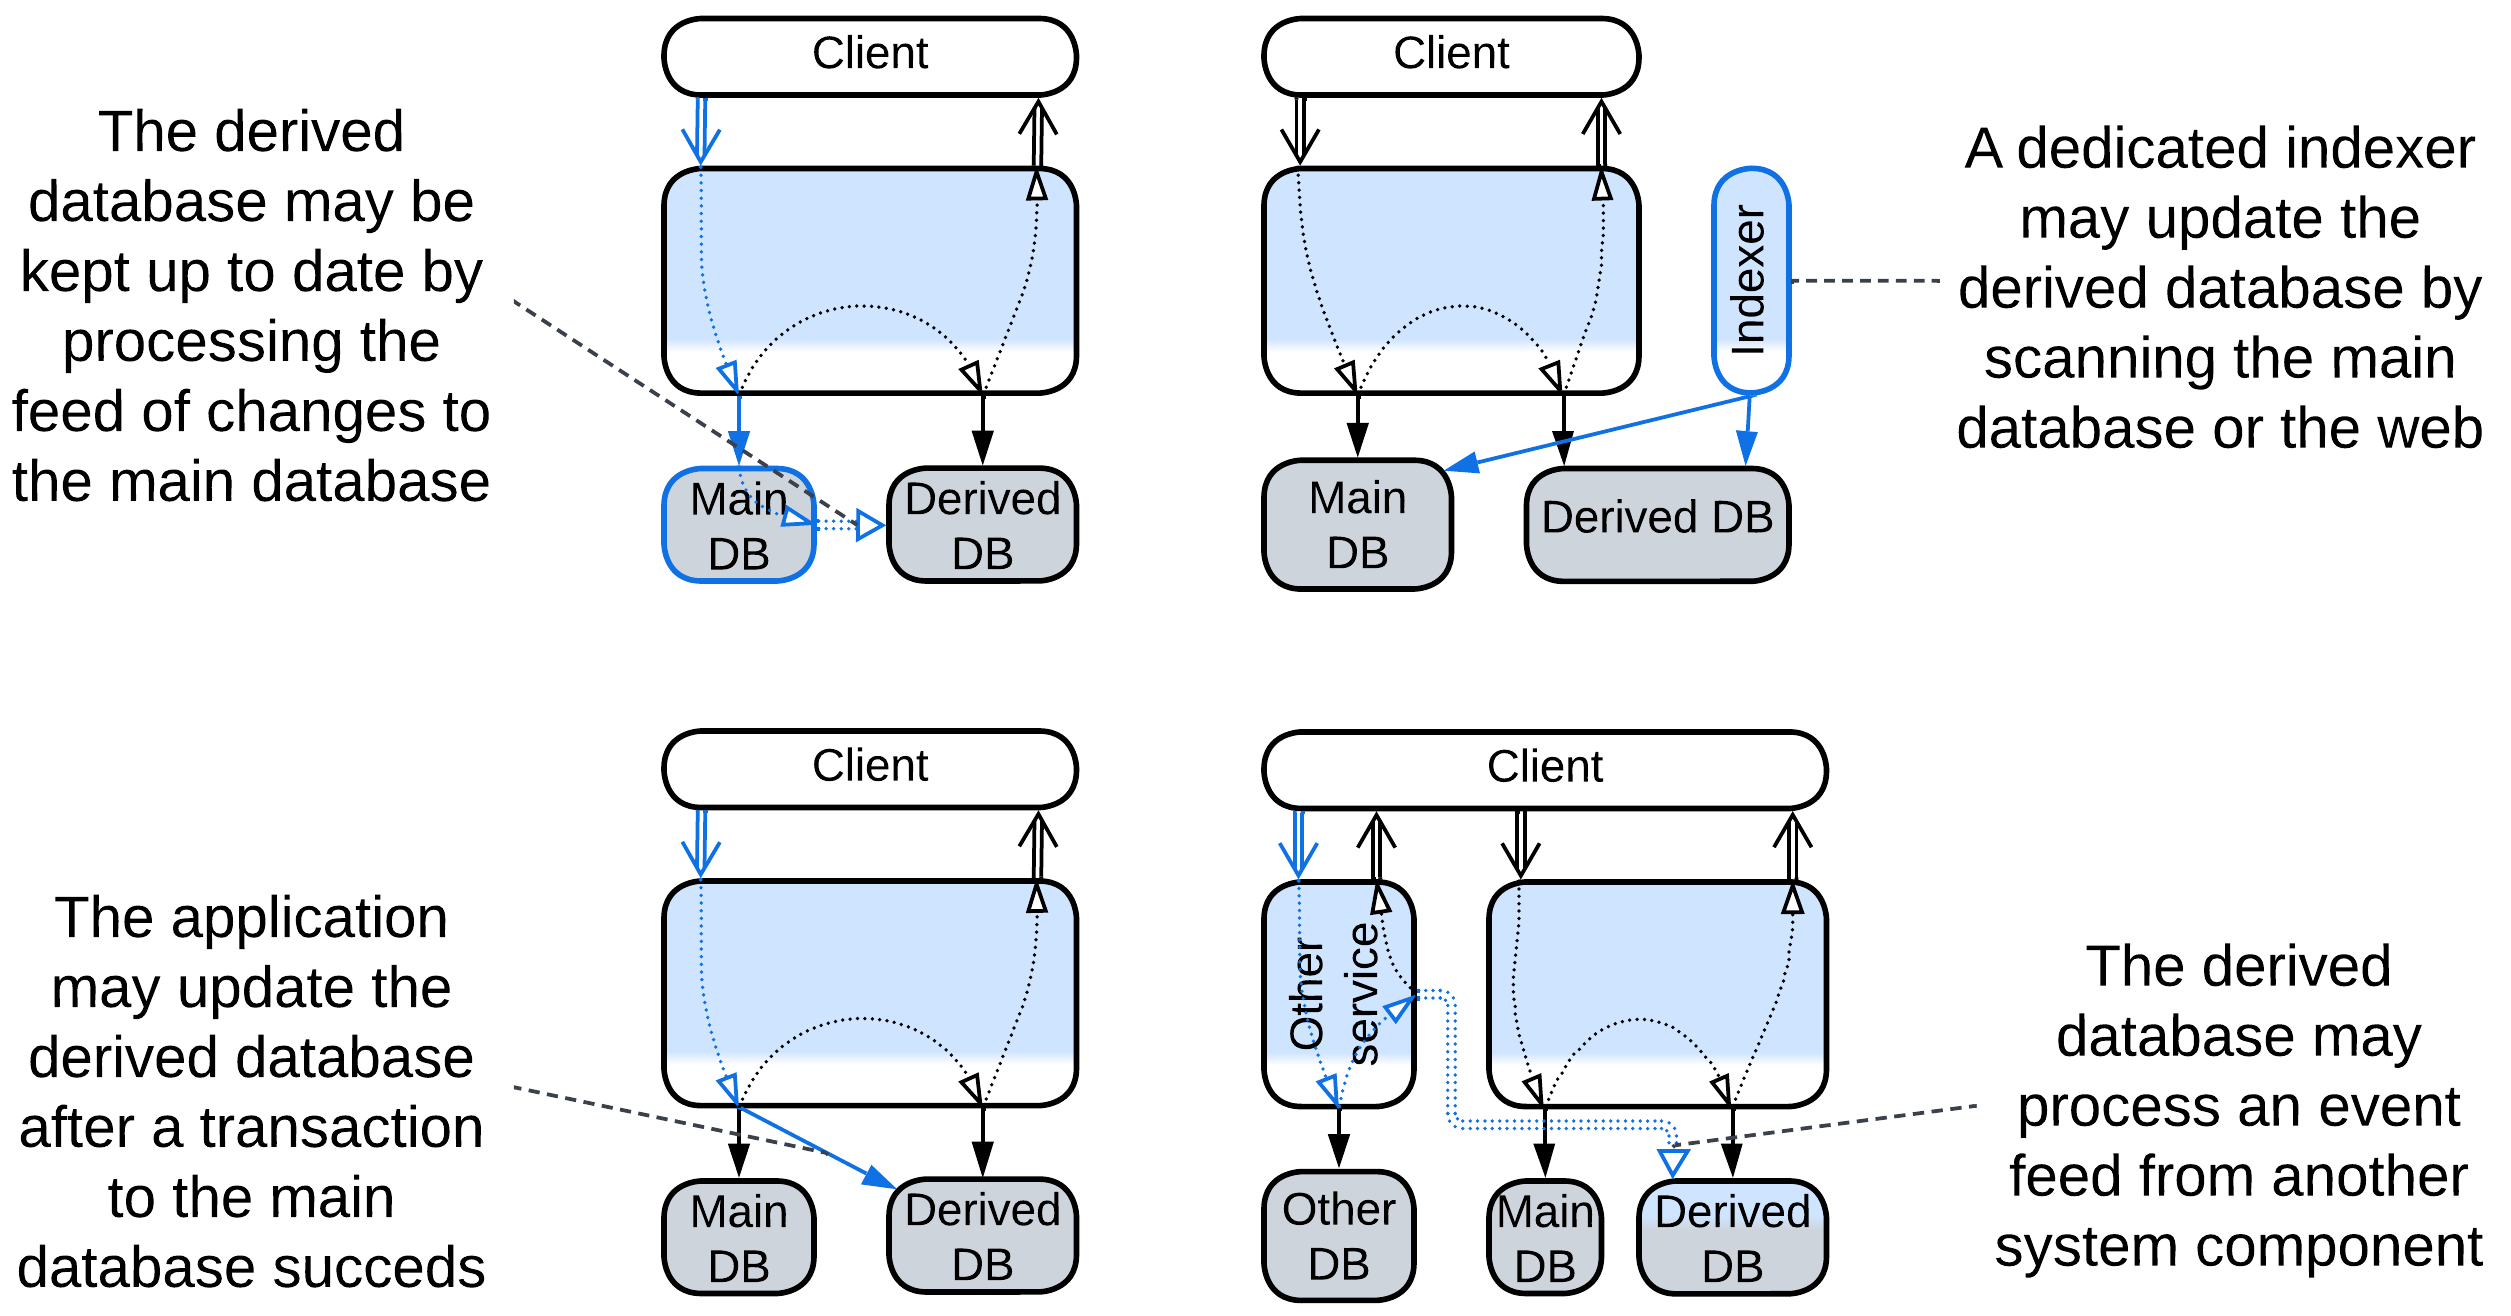 The derived
database may be
kept up to date by
processing the
feed of changes to
the main database
Client
Main
DB
Derived
DB
Client
Indexer
Main
DB
Derived DB
A dedicated indexer
may update the
derived database by
scanning the main
database or the web
The application
may update the
derived database
after a transaction
to the main
database succeds
Client
Main
DB
Derived
DB
Client
Other
service
Other
DB
Main
DB
Derived
DB
The derived
database may
process an event
feed from another
system component